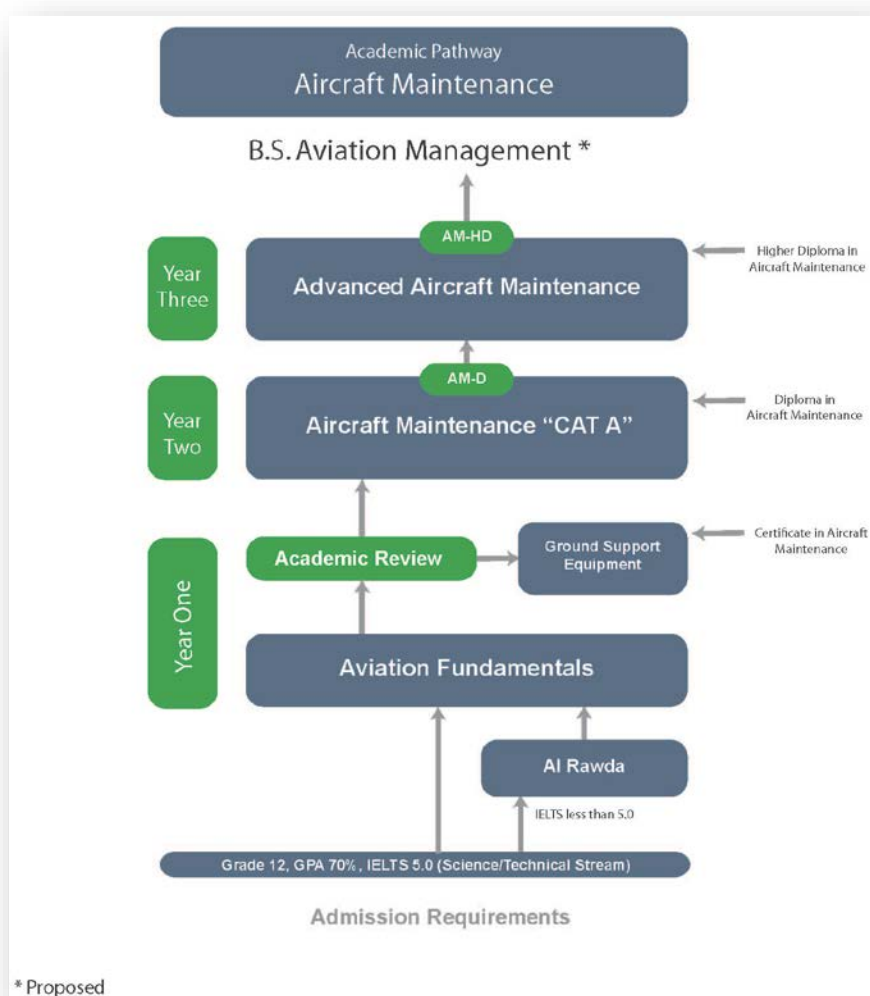 Academic Pathway
Aircraft Maintenance
B.S. Aviation Management *
AM-HD
Year
Three
Advanced Aircraft Maintenance
Higher Diploma in
Aircraft Maintenance
AM-D
Year
Two
Aircraft Maintenance “CAT A”
Diploma in
Aircraft Maintenance
Year One
Academic Review
Ground Support
Equipment
Certificate in Aircraft
Maintenance
Aviation Fundamentals
Al Rawda
IELTS less than 5.0
Grade 12, GPA 70%, IELTS 5.0 (Science/Technical Stream)
Admission Requirements
* Proposed